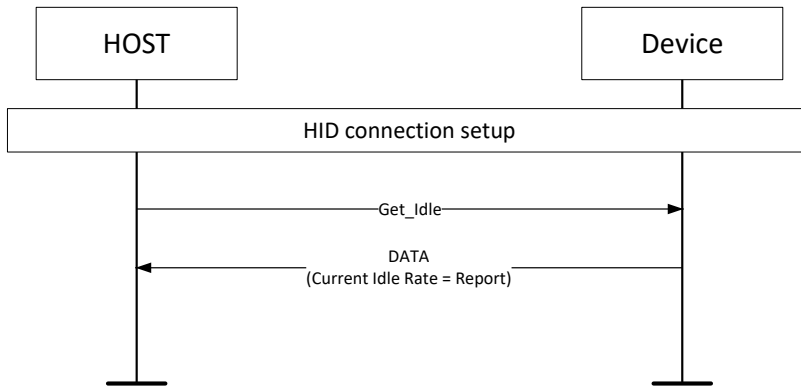 HOST
Device
HID connection setup
Get_Idle
DATA
(Current Idle Rate = Report)